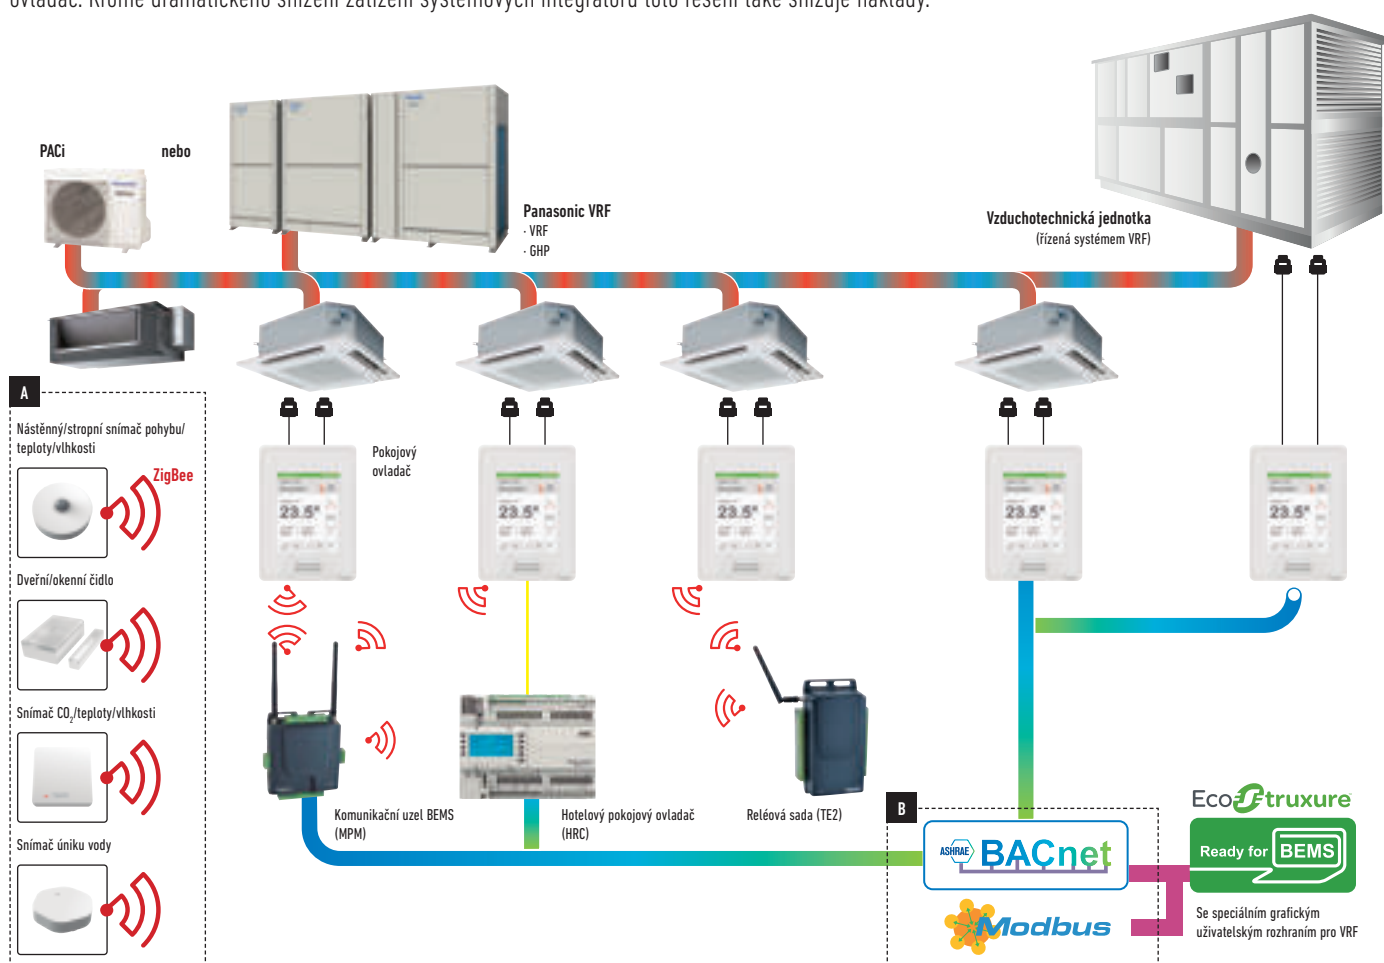 ovladač. Kromě dramatického snížení zatížení systémových integrátorů toto řešení také snižuje náklady.
PACi
nebo
Panasonic VRF
· VRF
· GHP
Vzduchotechnická jednotka
(řízená systémem VRF)
A
Nástěnný/stropní snímač pohybu/
teploty/vlhkosti
ZigBee
Dveřní/okenní čidlo
Snímač CO2/teploty/vlhkosti
Snímač úniku vody
Pokojový
ovladač
23.5°
23.5°
23.5°
23.5°
23.5°
Komunikační uzel BEMS
(MPM)
Hotelový pokojový ovladač
(HRC)
Reléová sada (TE2)
B
ASHRAE BACnet
Modbus
EcoStruxure
Ready for BEMS
Se speciálním grafickým
uživatelským rozhraním pro VRF